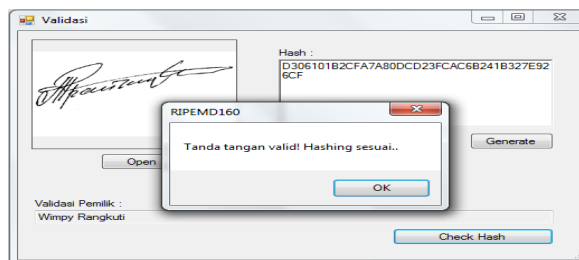 Validasi
Hash :
D306101B2CFA7A80DCD23FCAC6B241B327E92
6CF
RIPEMD160
Tanda tangan valid! Hashing sesuai..
Generate
Open
OK
Validasi Pemilik :
Wimpy Rangkuti
Check Hash